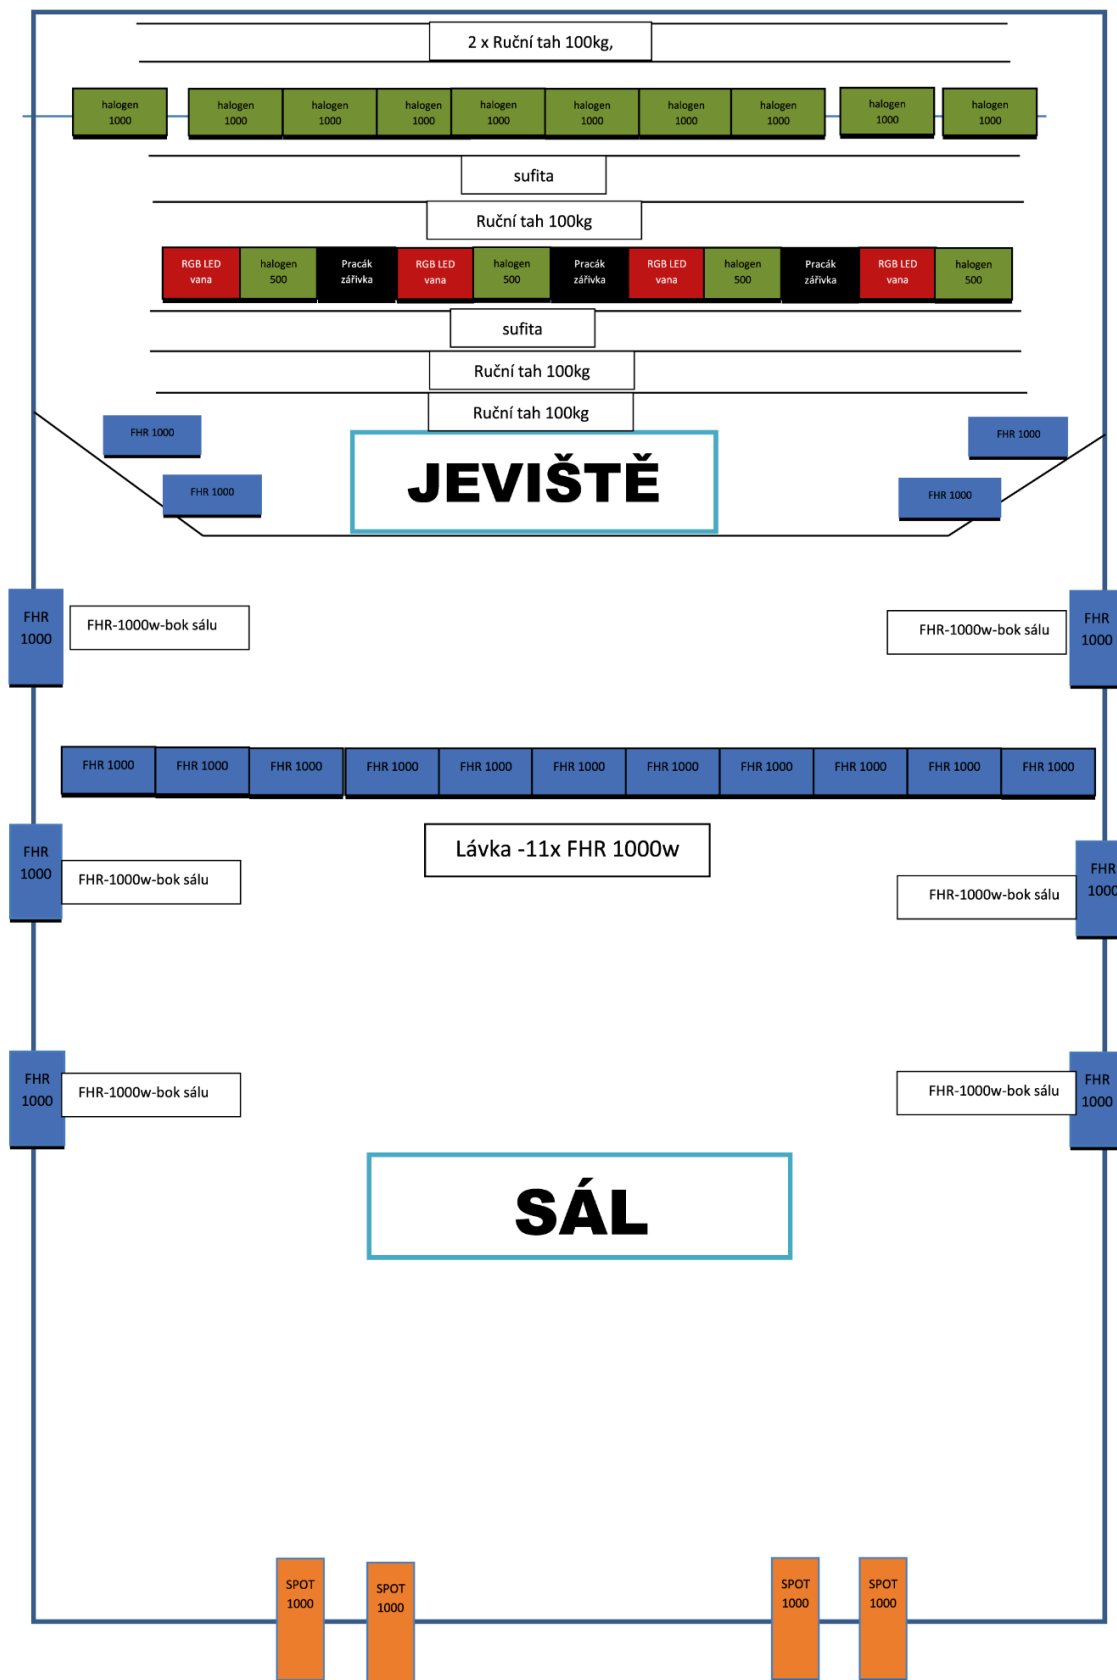 2 x Ruční tah 100kg,
halogen
1000
halogen
1000
halogen
1000
halogen
1000
halogen
1000
halogen
1000
halogen
1000
halogen
1000
halogen
1000
halogen
1000
sufita
Ruční tah 100kg
RGB LED
vana
halogen
500
Pracák
zářivka
RGB LED
vana
halogen
500
Pracák
zářivka
RGB LED
vana
halogen
500
Pracák
zářivka
RGB LED
vana
halogen
500
sufita
Ruční tah 100kg
Ruční tah 100kg
FHR 1000
FHR 1000
JEVIŠTĚ
FHR 1000
FHR 1000
FHR
1000
FHR-1000w-bok sálu
FHR-1000w-bok sálu
FHR
1000
FHR 1000
FHR 1000
FHR 1000
FHR 1000
FHR 1000
FHR 1000
FHR 1000
FHR 1000
FHR 1000
FHR 1000
FHR 1000
Lávka -11x FHR 1000w
FHR
1000
FHR-1000w-bok sálu
FHR-1000w-bok sálu
FHR
1000
FHR
1000
FHR-1000w-bok sálu
FHR-1000w-bok sálu
FHR
1000
SÁL
SPOT
1000
SPOT
1000
SPOT
1000
SPOT
1000